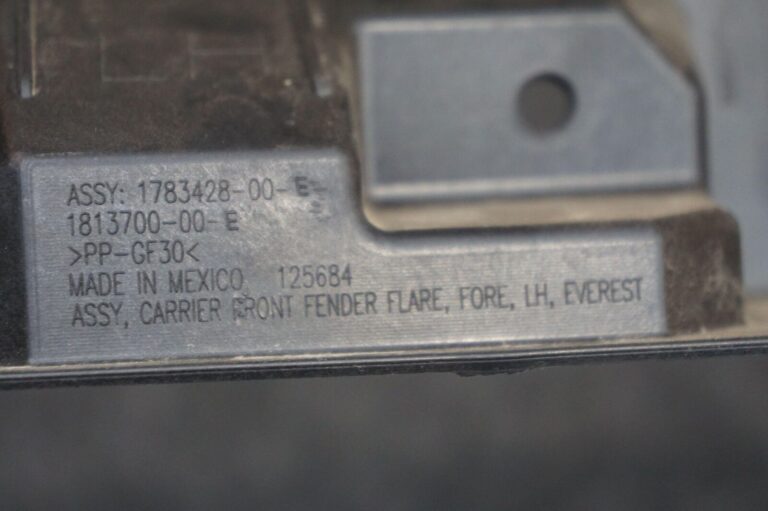 ASSY: 1783428-00-E
1813700-00-E
>PP-GF30<
MADE IN MEXICO 125684
ASSY, CARRIER FRONT FENDER FLARE, FORE, LH, EVEREST